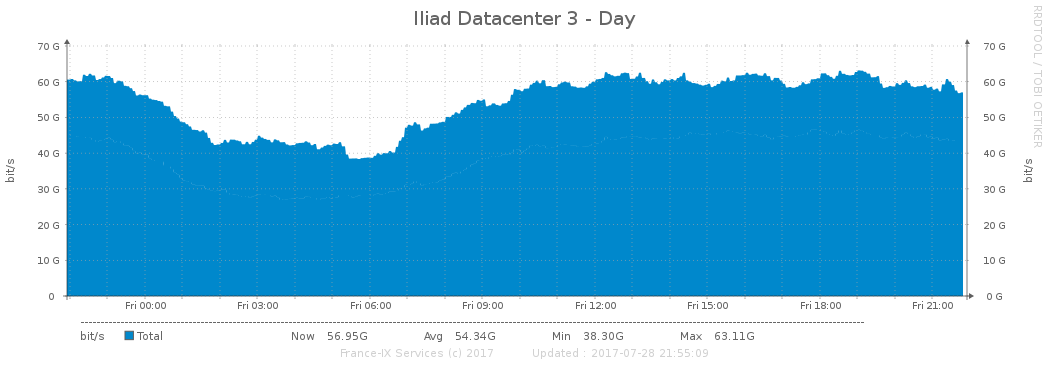 Iliad Datacenter 3 - Day
RRDTOOL / TOBI OETIKER
70 G 70 G
60 G 60 G
50 G 50 G
40 G 40 G
30 G 30 G
20 G 20 G
10 G 10 G
0 0 G
bit/s bit/s
Fri 00:00 Fri 03:00 Fri 06:00 Fri 09:00 Fri 12:00 Fri 15:00 Fri 18:00 Fri 21:00
bit/s Total Now 56.95G Avg 54.34G Min 38.30G Max 63.11G
France-IX Services (c) 2017 Updated : 2017-07-28 21:55:09